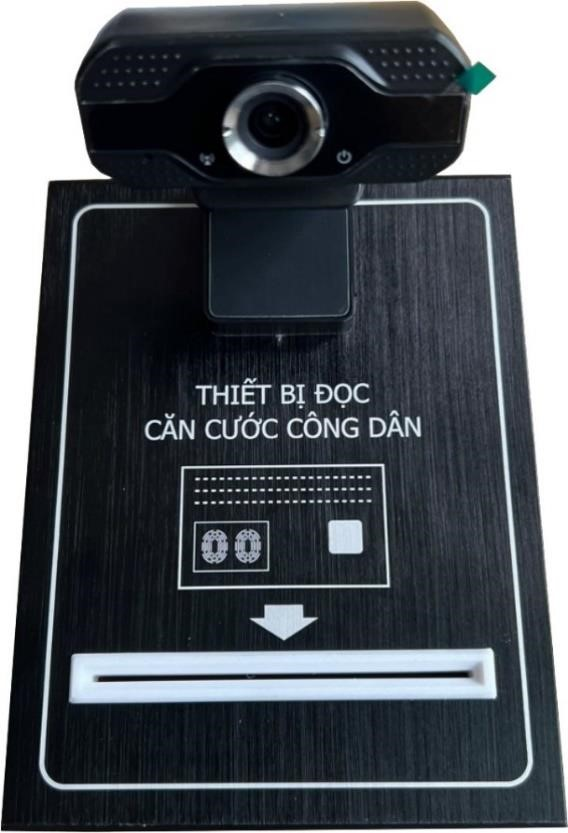 THIẾT BỊ ĐỌC
CĂN CƯỚC CÔNG DÂN